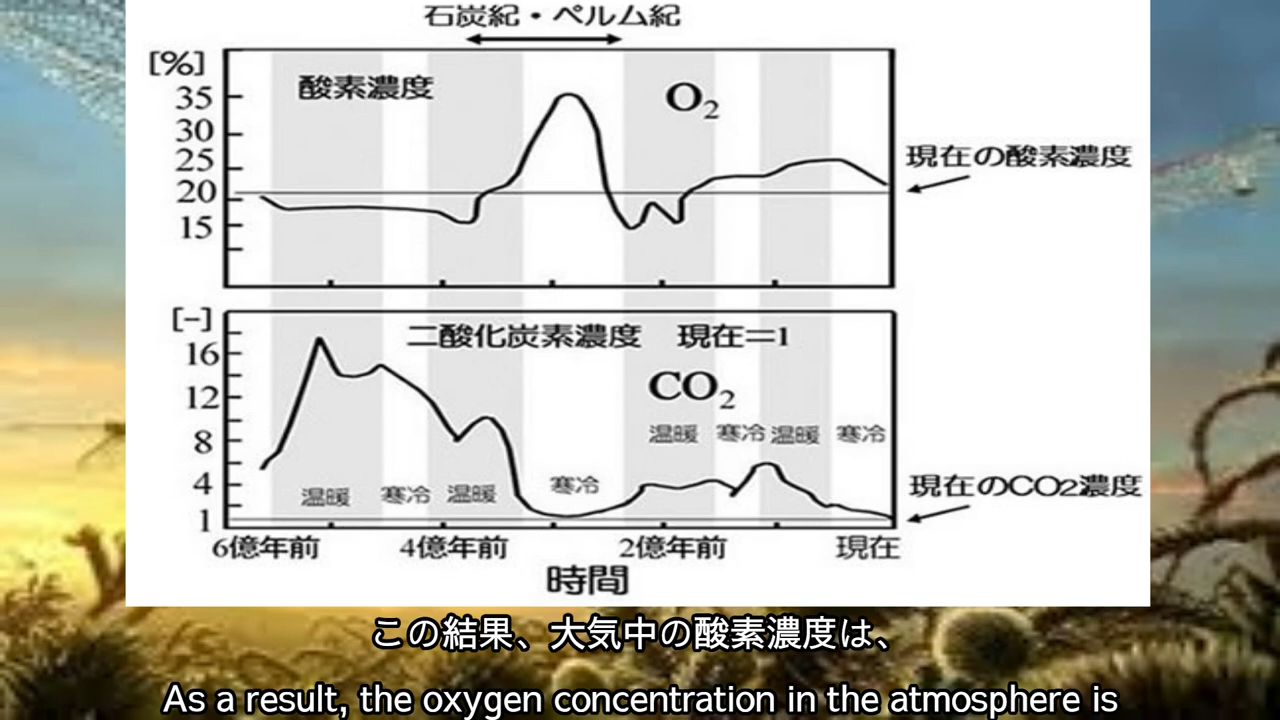 石炭紀・ペルム紀
[%]
酸素濃度
O2
35
30
25
20
15
現在の酸素濃度
[-]
二酸化炭素濃度 現在=1
CO2
16
12
8
4
1
温暖 寒冷 温暖 寒冷 温暖 寒冷 温暖 寒冷
現在のCO2濃度
6億年前 4億年前 2億年前 現在
時間
この結果、大気中の酸素濃度は、
As a result, the oxygen concentration in the atmosphere is